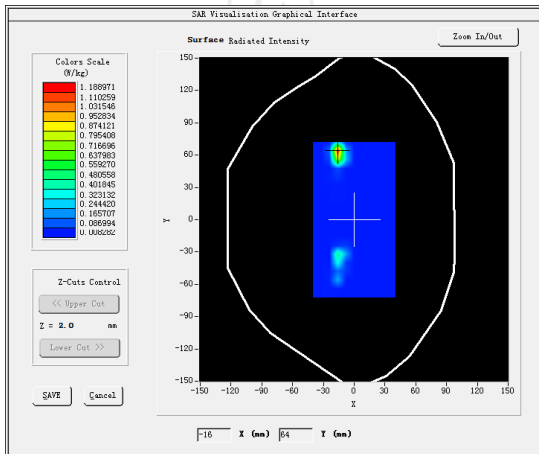 SAR Visualisation Graphical Interface
Surface Radiated Intensity
Zoom In/Out
Colors Scale
(W/kg)
1.188971
1.110259
1.031546
0.952834
0.874121
0.795408
0.716696
0.637983
0.559270
0.480558
0.401845
0.323132
0.244420
0.165707
0.086994
0.008282
Z-Cuts Control
<< Upper Cut
Z = 2.0 mm
Lower Cut >>
SAVE
Cancel
150
120
90
60
30
0
-30
-60
-90
-120
-150
Y
-150 -120 -90 -60 -30 0 30 60 90 120 150
X
-16 X (mm) 64 Y (mm)